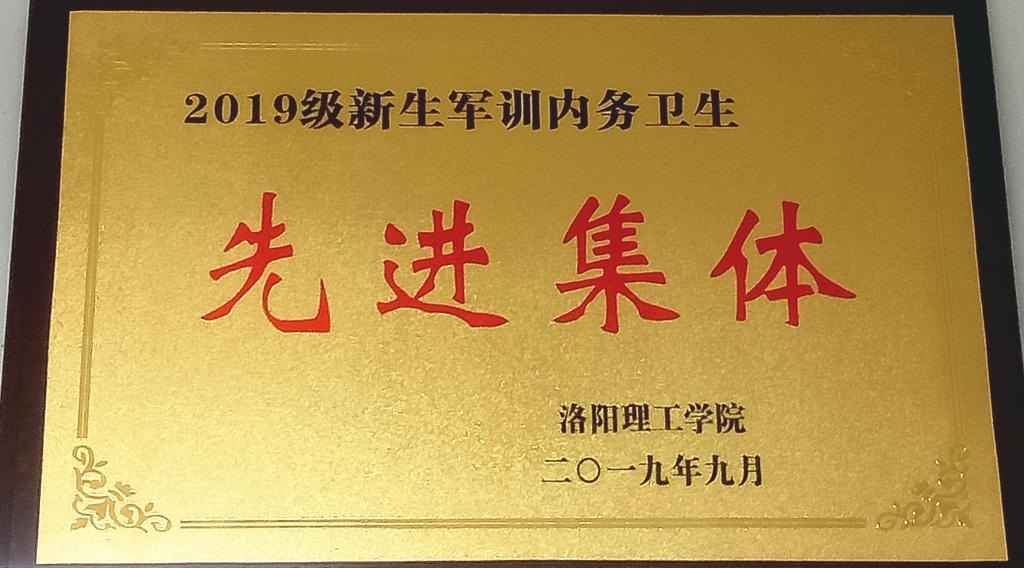 2019级新生军训内务卫生
先进集体
洛阳理工学院
二〇一九年九月